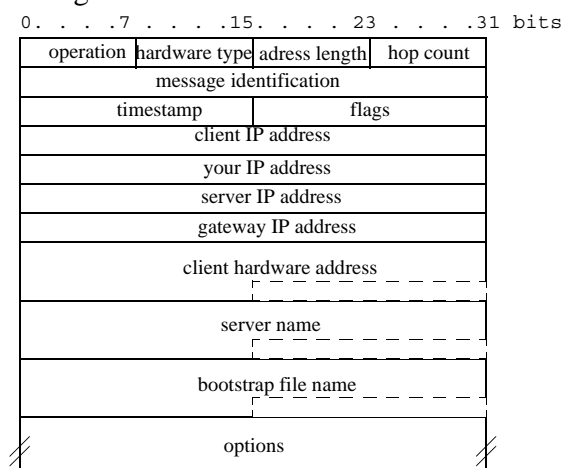 0. . . .7 . . . .15. . . . 23 . . . .31 bits
operation hardware type adress length hop count
message identification
timestamp flags
client IP address
your IP address
server IP address
gateway IP address
client hardware address
server name
bootstrap file name
options